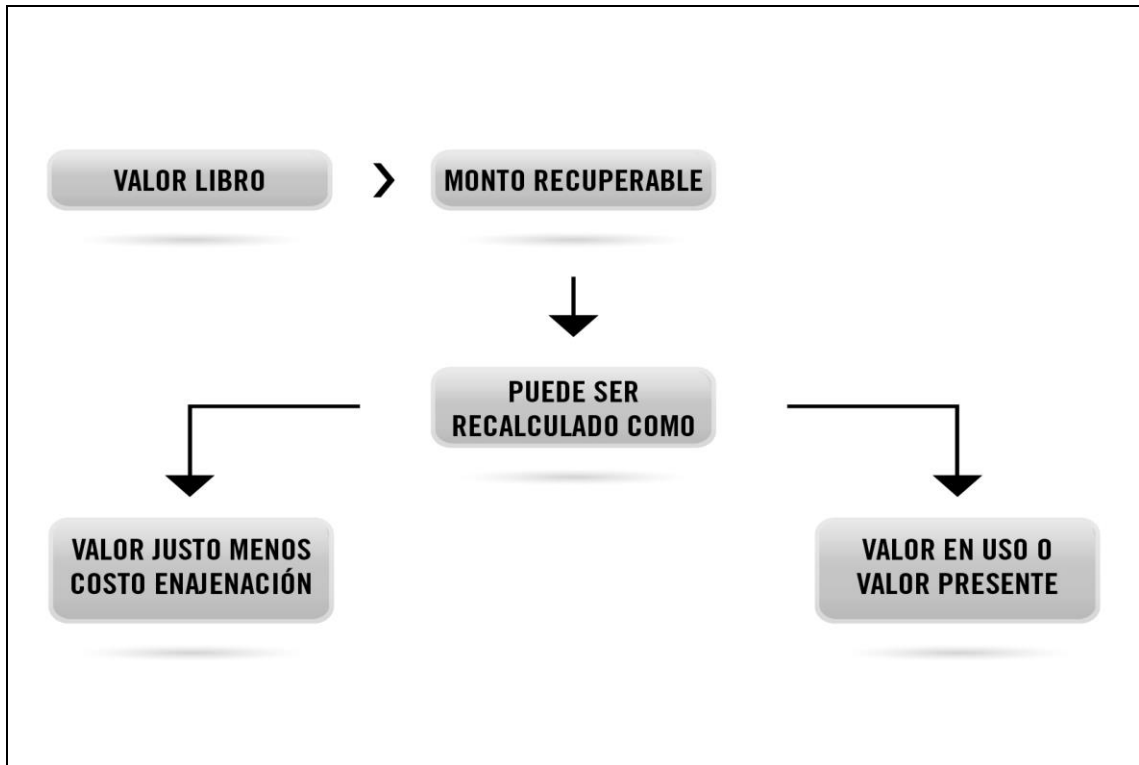 VALOR LIBRO
>
MONTO RECUPERABLE
PUEDE SER
RECALCULADO COMO
VALOR JUSTO MENOS
COSTO ENAJENACIÓN
VALOR EN USO O
VALOR PRESENTE